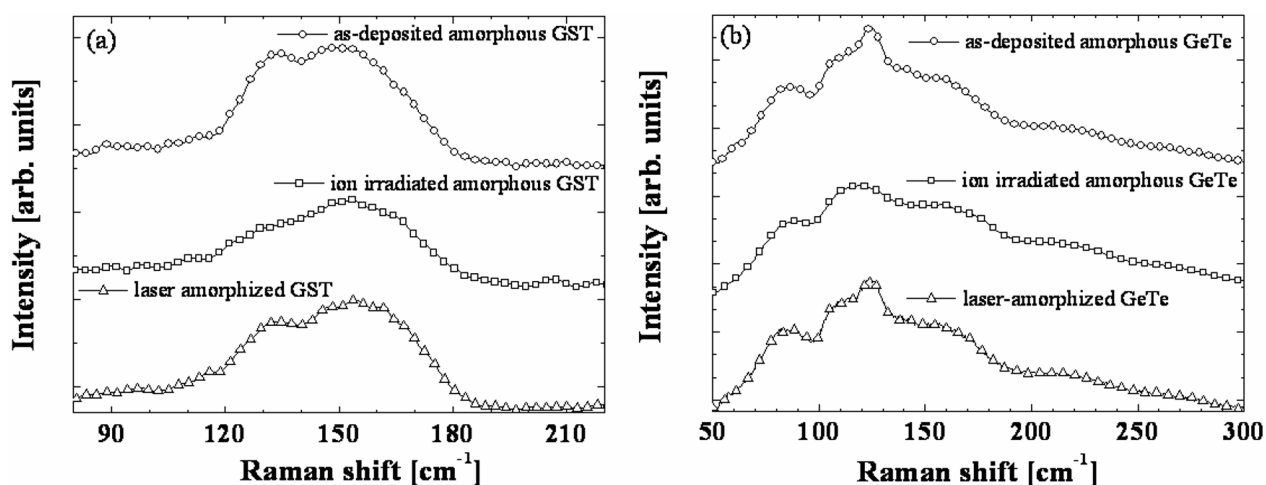 (a)
as-deposited amorphous GST
ion irradiated amorphous GST
laser amorphized GST
Intensity [arb. units]
90 120 150 180 210
Raman shift [cm⁻¹]
(b)
as-deposited amorphous GeTe
ion irradiated amorphous GeTe
laser-amorphized GeTe
Intensity [arb. units]
50 100 150 200 250 300
Raman shift [cm⁻¹]